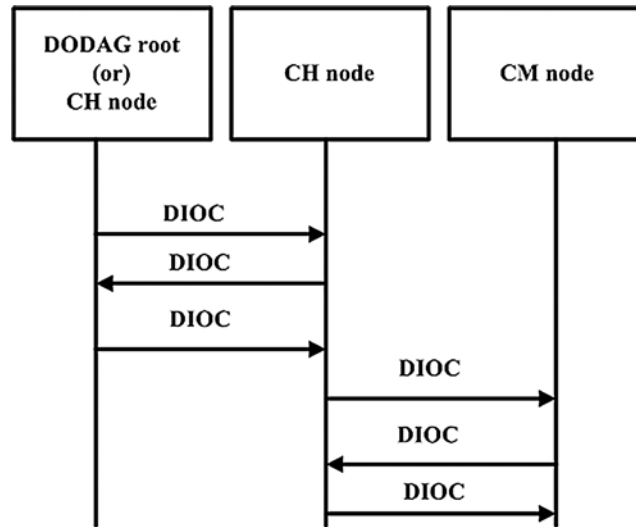 DODAG root
(or)
CH node
CH node
CM node
DIOC
DIOC
DIOC
DIOC
DIOC
DIOC